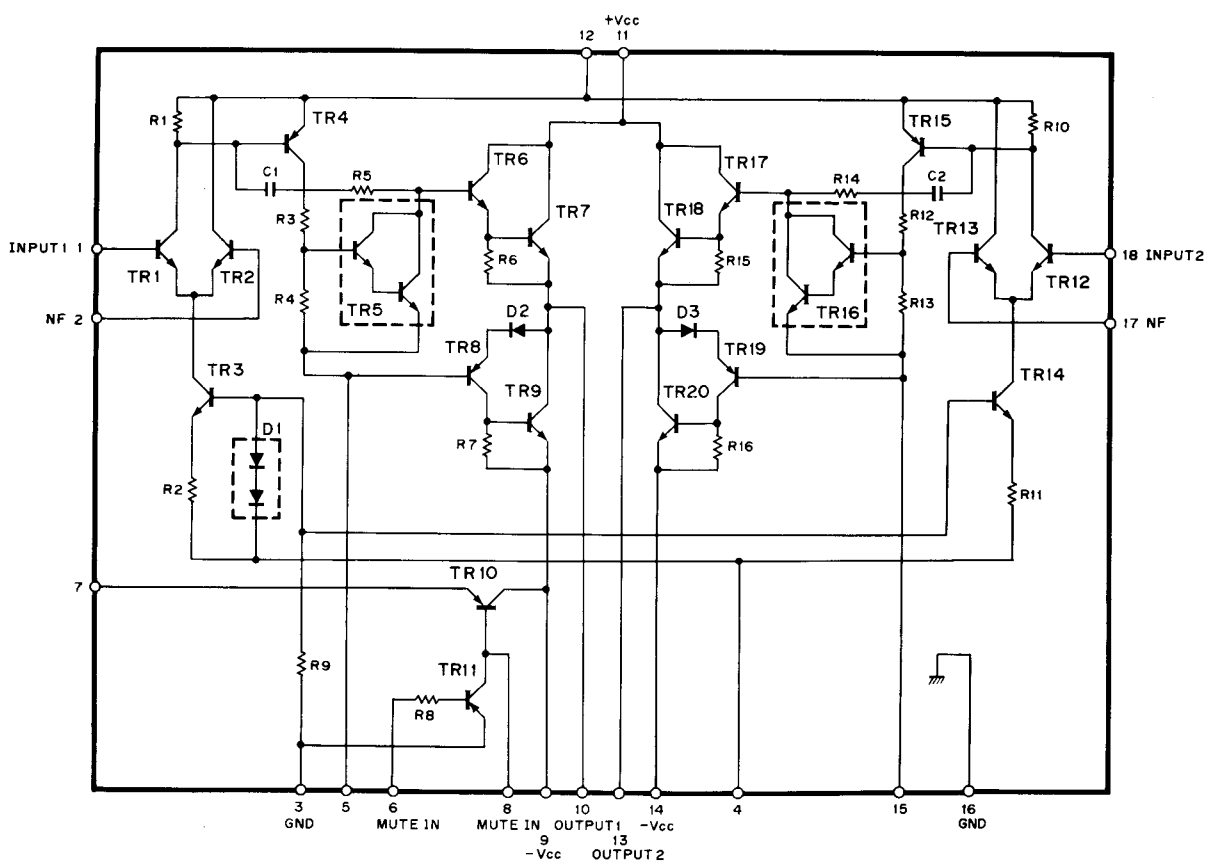 +Vcc
12 11
R1
TR4
TR15
R10
TR6
TR17
C1
R5
R14
C2
TR7
TR18
R3
R12
TR13
INPUT1 1
18 INPUT2
TR1
TR2
R6
R15
TR12
R4
TR5
TR16
R13
D2
D3
NF 2
17 NF
TR8
TR19
TR3
TR9
TR20
TR14
D1
R7
R16
R2
R11
7
TR10
R9
TR11
R8
3 5 6 8 10 14 4 15 16
GND MUTE IN MUTE IN OUTPUT1 -Vcc GND
9 13
-Vcc OUTPUT2